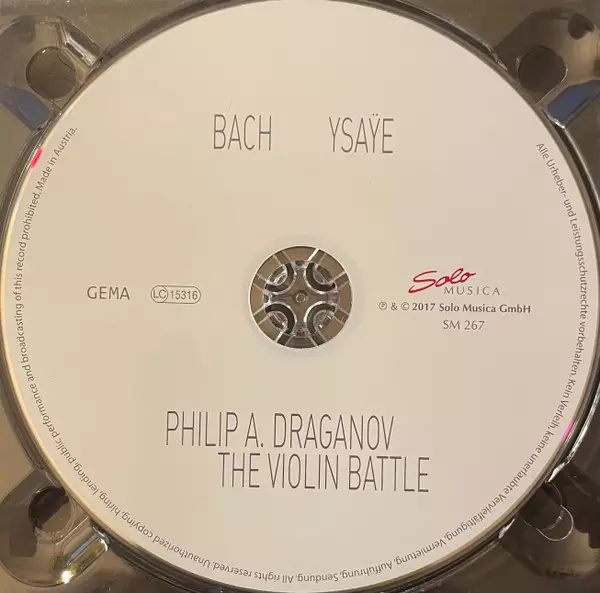 BACH YSAŸE
GEMA LC 15316
Solo
MUSICA
℗ & © 2017 Solo Musica GmbH
SM 267
PHILIP A. DRAGANOV
THE VIOLIN BATTLE
Alle Urheber- und Leistungsschutzrechte vorbehalten. Kein Verleih, keine unerlaubte Vervielfältigung, Vermietung, Aufführung, Sendung. All rights reserved. Unauthorized copying hiring, lending public performance and broadcasting of this record prohibited. Made in Austria.